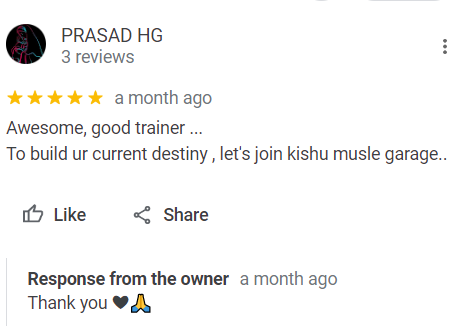 PRASAD HG
3 reviews
a month ago
Awesome, good trainer ...
To build ur current destiny , let's join kishu musle garage..
Like
Share
Response from the owner a month ago
Thank you 🖤🙏